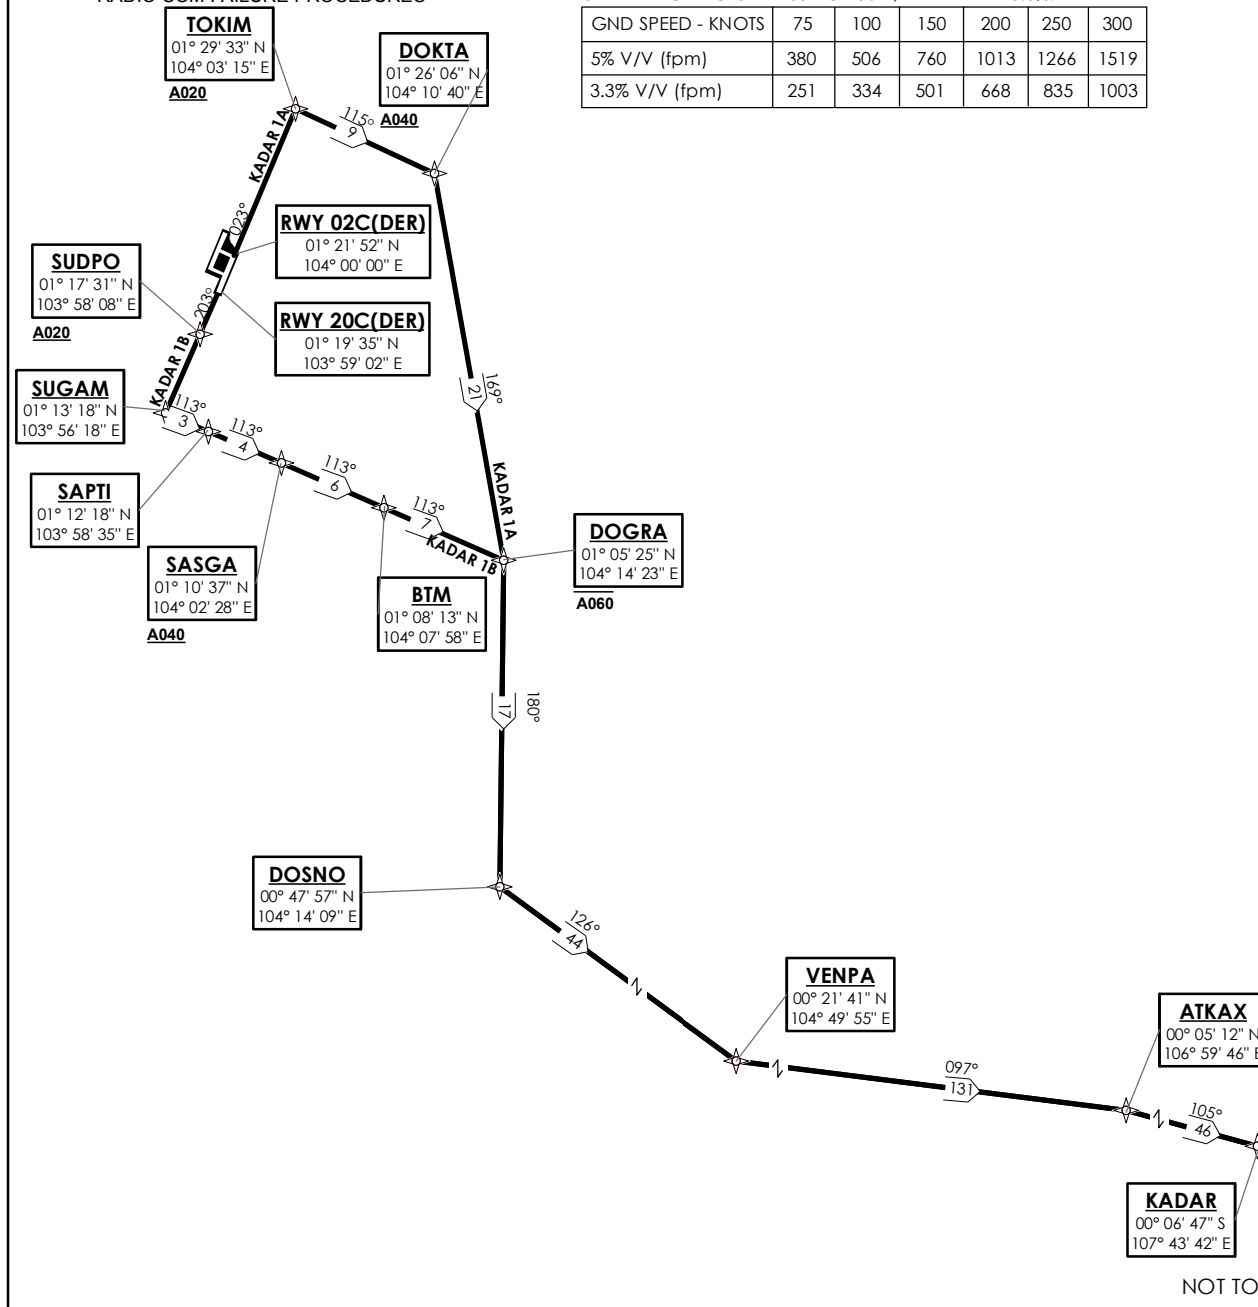 TOKIM
01° 29' 33" N
104° 03' 15" E
A020
DOKTA
01° 26' 06" N
104° 10' 40" E
A040
GND SPEED - KNOTS 75 100 150 200 250 300
5% V/V (fpm) 380 506 760 1013 1266 1519
3.3% V/V (fpm) 251 334 501 668 835 1003
115°
9
KADAR 1A
023°
RWY 02C(DER)
01° 21' 52" N
104° 00' 00" E
SUDPO
01° 17' 31" N
103° 58' 08" E
A020
203°
RWY 20C(DER)
01° 19' 35" N
103° 59' 02" E
KADAR 1B
SUGAM
01° 13' 18" N
103° 56' 18" E
113°
3
113°
4
113°
6
113°
7
KADAR 1B
169°
21
KADAR 1A
SAPTI
01° 12' 18" N
103° 58' 35" E
SASGA
01° 10' 37" N
104° 02' 28" E
A040
BTM
01° 08' 13" N
104° 07' 58" E
DOGRA
01° 05' 25" N
104° 14' 23" E
A060
180°
17
DOSNO
00° 47' 57" N
104° 14' 09" E
126°
44
VENPA
00° 21' 41" N
104° 49' 55" E
097°
131
ATKAX
00° 05' 12" N
106° 59' 46" E
105°
46
KADAR
00° 06' 47" S
107° 43' 42" E
NOT TO